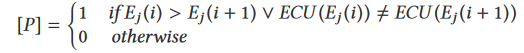 [P] = { 1 if E_j(i) > E_j(i + 1) ∨ ECU(E_j(i)) ≠ ECU(E_j(i + 1))
0 otherwise